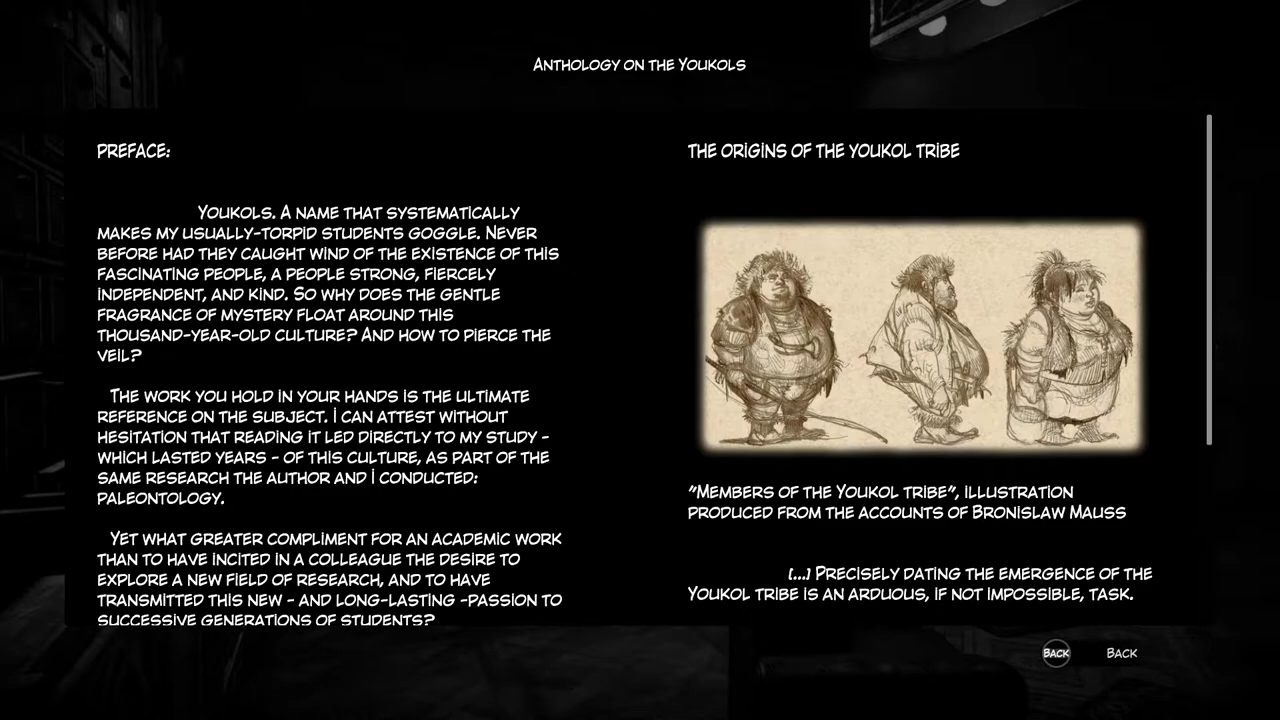 Anthology on the Youkols
PREFACE:
Youkols. A name that systematically
makes my usually-torpid students goggle. Never
before had they caught wind of the existence of this
fascinating people, a people strong, fiercely
independent, and kind. So why does the gentle
fragrance of mystery float around this
thousand-year-old culture? And how to pierce the
veil?
The work you hold in your hands is the ultimate
reference on the subject. I can attest without
hesitation that reading it led directly to my study -
which lasted years - of this culture, as part of the
same research the author and I conducted:
paleontology.
Yet what greater compliment for an academic work
than to have incited in a colleague the desire to
explore a new field of research, and to have
transmitted this new - and long-lasting -passion to
successive generations of students?
THE ORIGINS OF THE YOUKOL TRIBE
"Members of the Youkol tribe", illustration
produced from the accounts of Bronislaw Mauss
[...] Precisely dating the emergence of the
Youkol tribe is an arduous, if not impossible, task.
BACK
Back